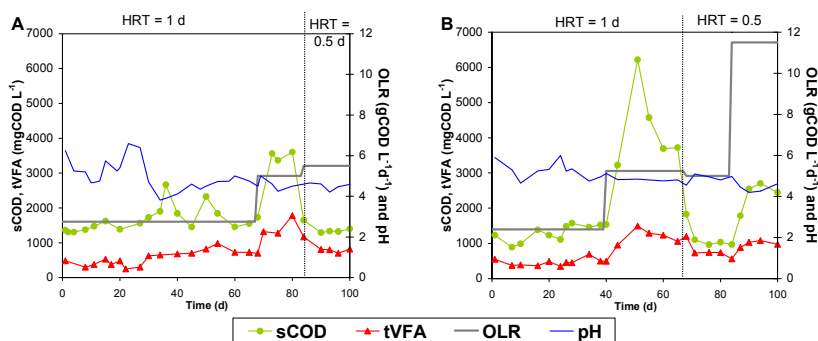 A
HRT = 1 d
HRT =
0.5 d
7000
6000
5000
4000
3000
2000
1000
0
sCOD, tVFA (mgCOD L-1)
12
10
8
6
4
2
0
OLR (gCOD L-1d-1) and pH
0 20 40 60 80 100
Time (d)
B
HRT = 1 d
HRT = 0.5
7000
6000
5000
4000
3000
2000
1000
0
sCOD, tVFA (mgCOD L-1)
12
10
8
6
4
2
0
OLR (gCOD L-1d-1) and pH
0 20 40 60 80 100
Time (d)
sCOD tVFA OLR pH